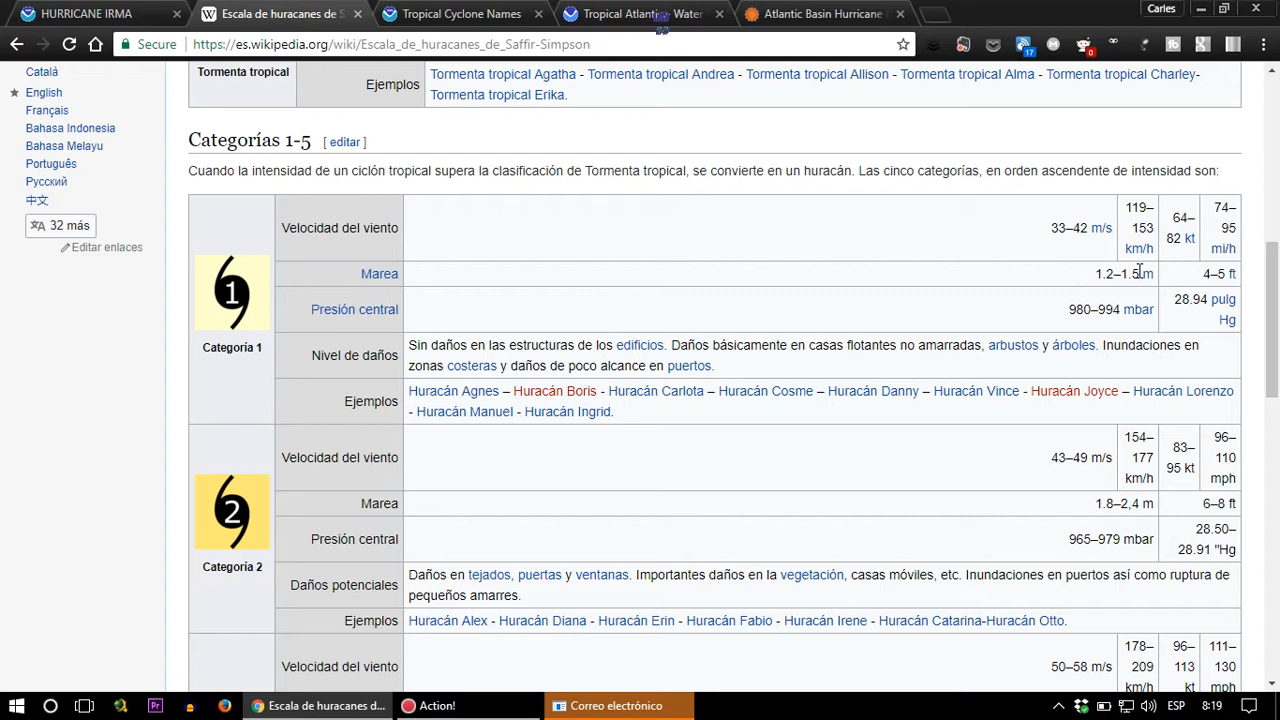 HURRICANE IRMA
Escala de huracanes de S
Tropical Cyclone Names
Tropical Atlantic Water
Atlantic Basin Hurricane
Carles
Secure
https://es.wikipedia.org/wiki/Escala_de_huracanes_de_Saffir-Simpson
17
0
Català
English
Français
Bahasa Indonesia
Bahasa Melayu
Português
Русский
中文
32 más
Editar enlaces
Tormenta tropical
Ejemplos
Tormenta tropical Agatha - Tormenta tropical Andrea - Tormenta tropical Allison - Tormenta tropical Alma - Tormenta tropical Charley-
Tormenta tropical Erika.
Categorías 1-5 [ editar ]
Cuando la intensidad de un ciclón tropical supera la clasificación de Tormenta tropical, se convierte en un huracán. Las cinco categorías, en orden ascendente de intensidad son:
1
Categoría 1
Velocidad del viento
33–42 m/s
119–
153
km/h
64–
82 kt
74–
95
mi/h
Marea
1.2–1.5 m
4–5 ft
Presión central
980–994 mbar
28.94 pulg
Hg
Nivel de daños
Sin daños en las estructuras de los edificios. Daños básicamente en casas flotantes no amarradas, arbustos y árboles. Inundaciones en
zonas costeras y daños de poco alcance en puertos.
Ejemplos
Huracán Agnes – Huracán Boris - Huracán Carlota – Huracán Cosme – Huracán Danny – Huracán Vince – Huracán Joyce – Huracán Lorenzo
- Huracán Manuel - Huracán Ingrid.
2
Categoría 2
Velocidad del viento
43–49 m/s
154–
177
km/h
83–
95 kt
96–
110
mph
Marea
1.8–2,4 m
6–8 ft
Presión central
965–979 mbar
28.50–
28.91 "Hg
Daños potenciales
Daños en tejados, puertas y ventanas. Importantes daños en la vegetación, casas móviles, etc. Inundaciones en puertos así como ruptura de
pequeños amarres.
Ejemplos
Huracán Alex - Huracán Diana - Huracán Erin - Huracán Fabio - Huracán Irene - Huracán Catarina-Huracán Otto.
Velocidad del viento
50–58 m/s
178–
209
km/h
96–
113
kt
111–
130
mph
Pr
Escala de huracanes d...
Action!
Correo electrónico
ESP
8:19